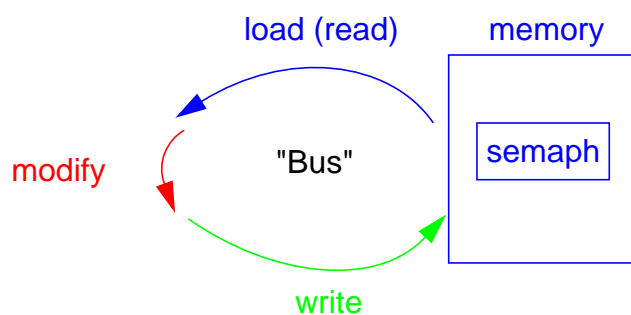 load (read)
memory
semaph
"Bus"
modify
write